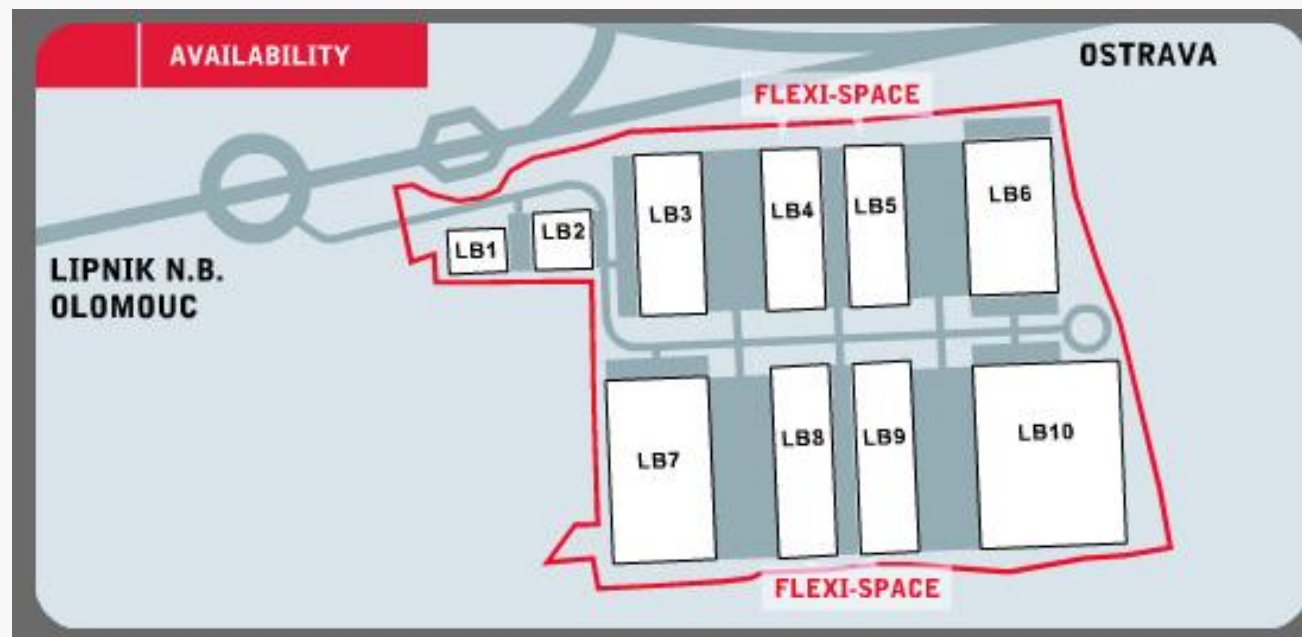 AVAILABILITY
OSTRAVA
FLEXI-SPACE
LB3
LB4
LB5
LB6
LB1
LB2
LIPNIK N.B.
OLOMOUC
LB7
LB8
LB9
LB10
FLEXI-SPACE